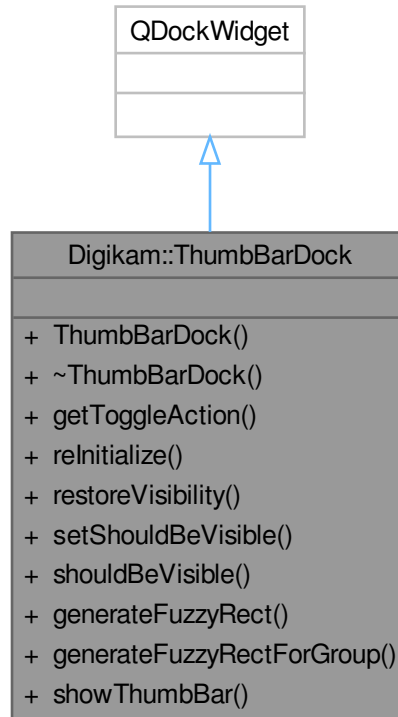 QDockWidget
Digikam::ThumbBarDock
+ ThumbBarDock()
+ ~ThumbBarDock()
+ getToggleAction()
+ reInitialize()
+ restoreVisibility()
+ setShouldBeVisible()
+ shouldBeVisible()
+ generateFuzzyRect()
+ generateFuzzyRectForGroup()
+ showThumbBar()